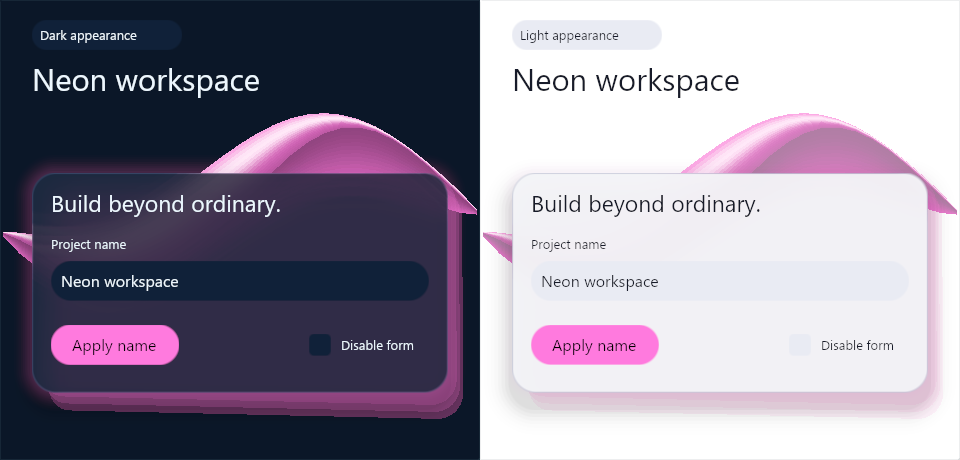 Dark appearance
Neon workspace
Build beyond ordinary.
Project name
Neon workspace
Apply name
Disable form
Light appearance
Neon workspace
Build beyond ordinary.
Project name
Neon workspace
Apply name
Disable form